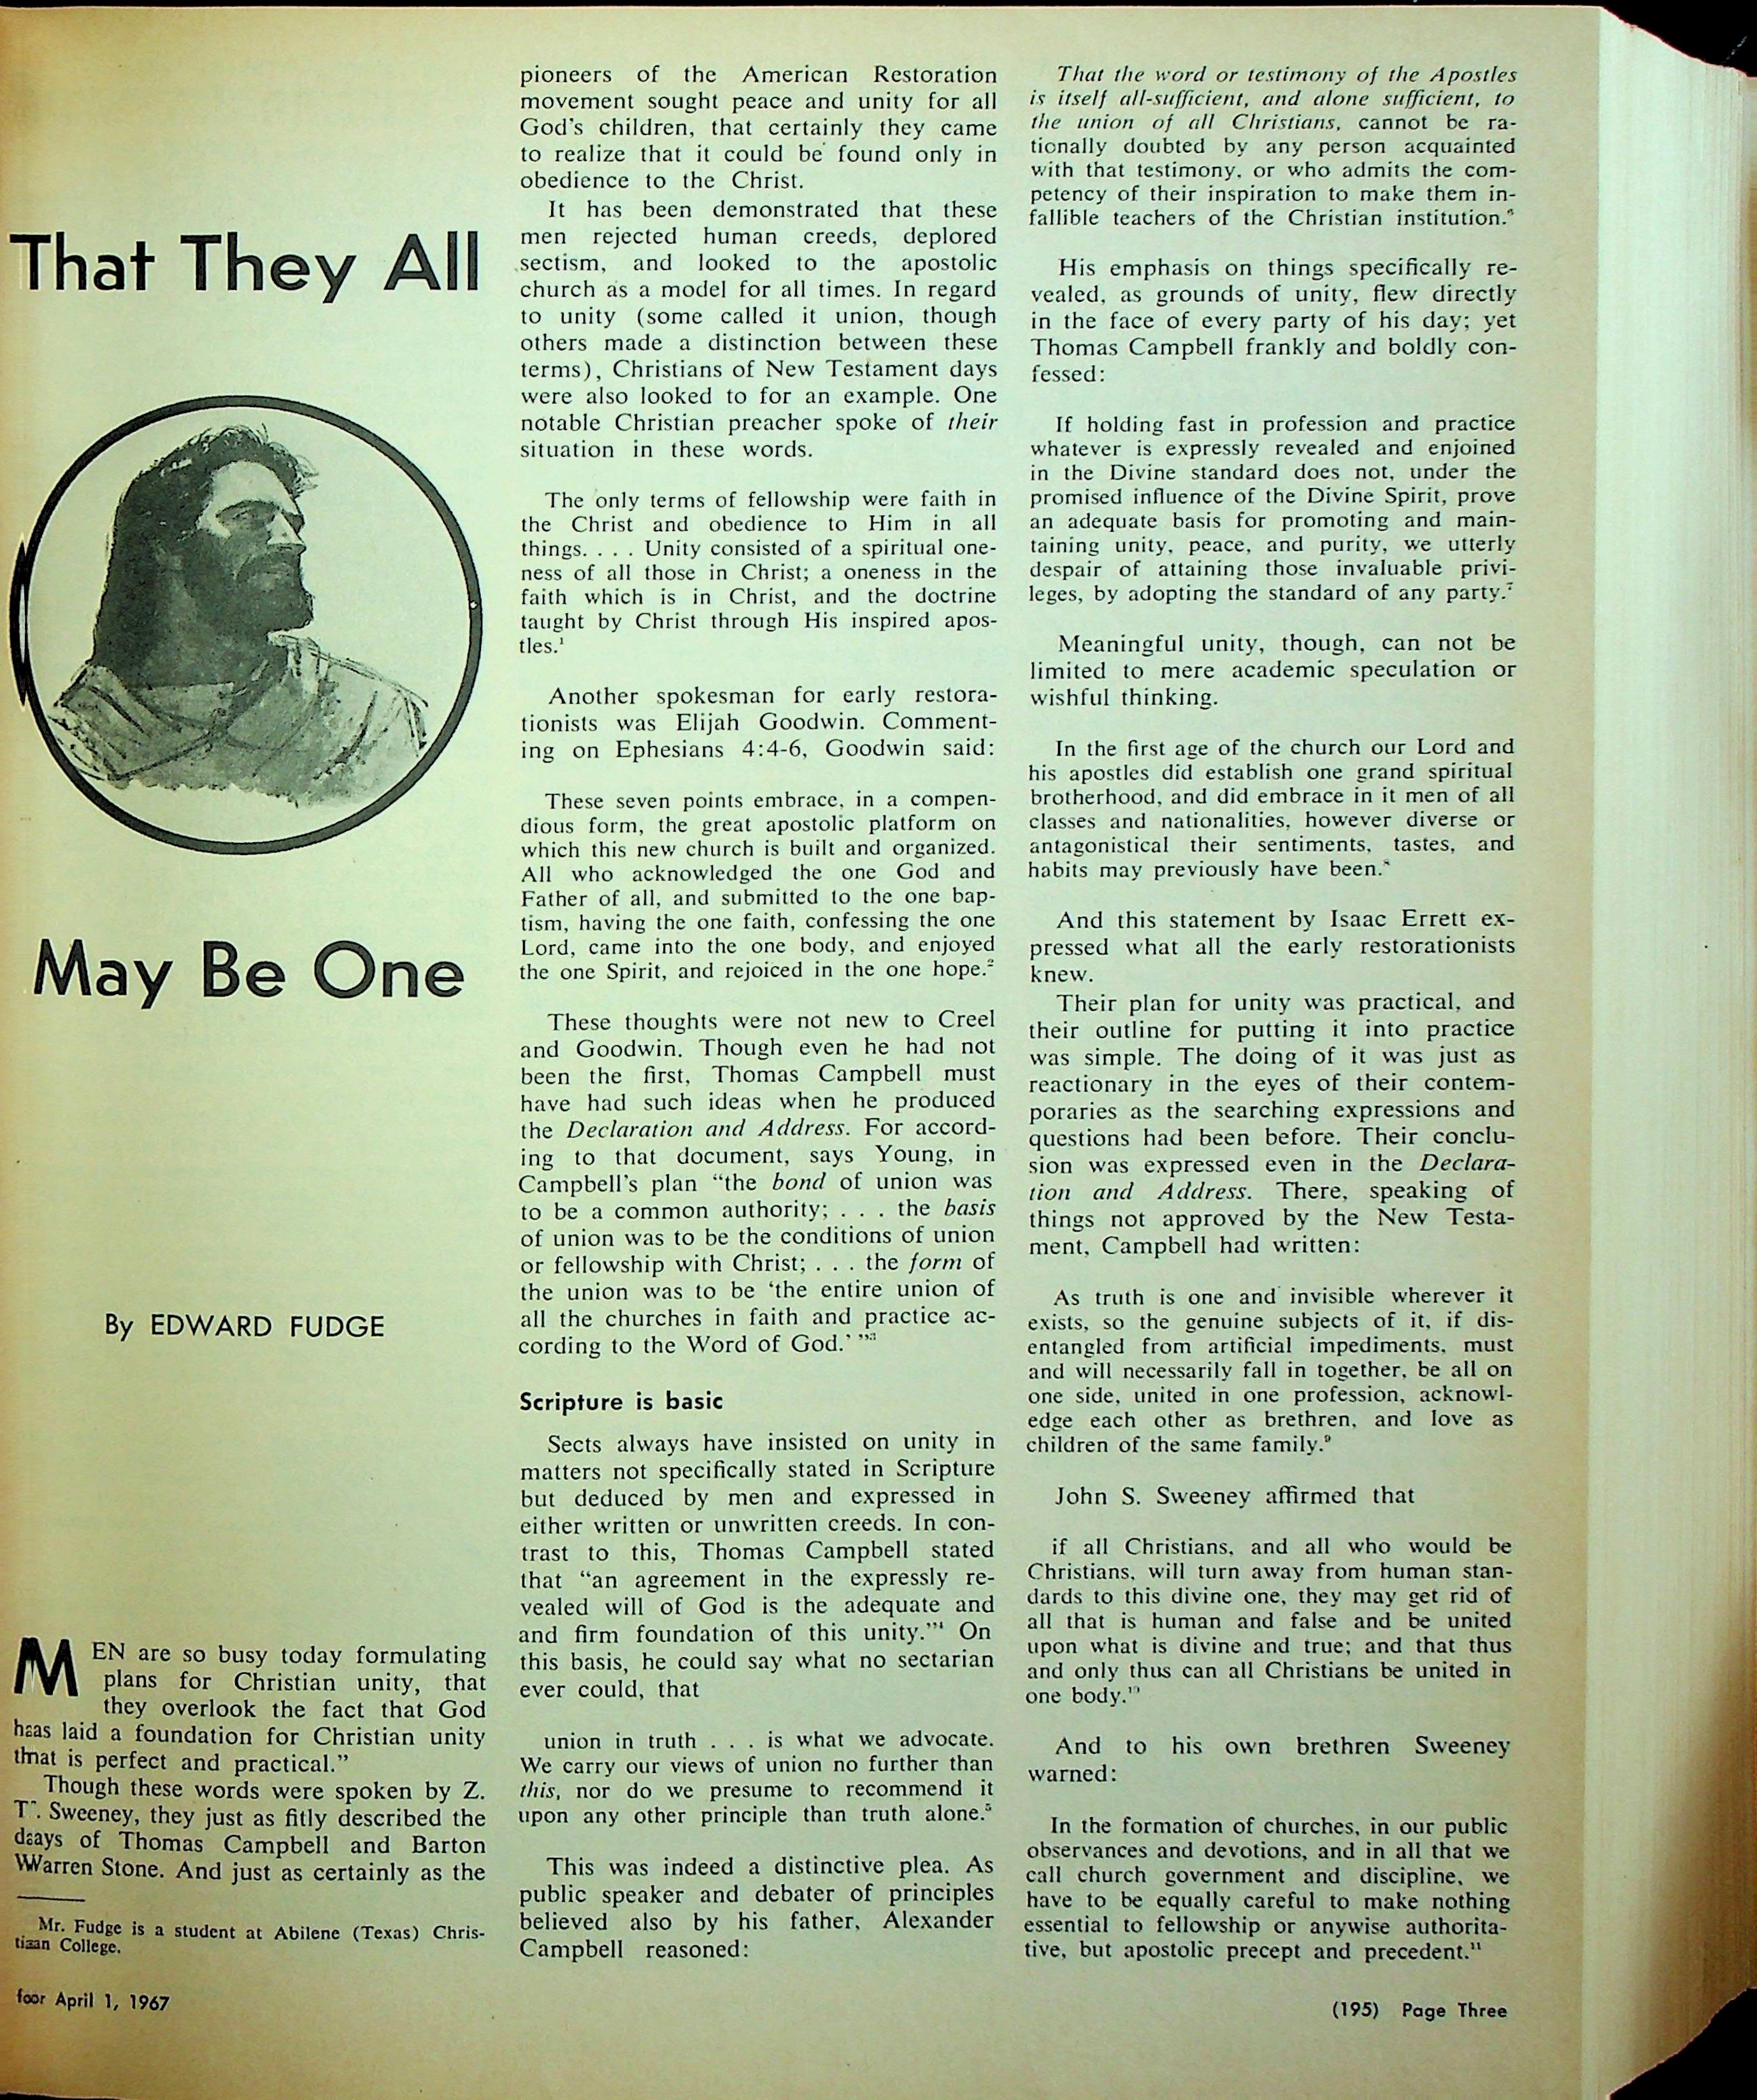 That They All
May Be One
By EDWARD FUDGE
MEN are so busy today formulating
plans for Christian unity, that
they overlook the fact that God
has laid a foundation for Christian unity
that is perfect and practical.”
Though these words were spoken by Z.
T. Sweeney, they just as fitly described the
days of Thomas Campbell and Barton
Warren Stone. And just as certainly as the
Mr. Fudge is a student at Abilene (Texas) Chris-
tian College.
for April 1, 1967
pioneers of the American Restoration
movement sought peace and unity for all
God's children, that certainly they came
to realize that it could be found only in
obedience to the Christ.
It has been demonstrated that these
men rejected human creeds, deplored
sectism, and looked to the apostolic
church as a model for all times. In regard
to unity (some called it union, though
others made a distinction between these
terms), Christians of New Testament days
were also looked to for an example. One
notable Christian preacher spoke of their
situation in these words.
The only terms of fellowship were faith in
the Christ and obedience to Him in all
things. . . . Unity consisted of a spiritual one-
ness of all those in Christ; a oneness in the
faith which is in Christ, and the doctrine
taught by Christ through His inspired apos-
tles.¹
Another spokesman for early restora-
tionists was Elijah Goodwin. Comment-
ing on Ephesians 4:4-6, Goodwin said:
These seven points embrace, in a compen-
dious form, the great apostolic platform on
which this new church is built and organized.
All who acknowledged the one God and
Father of all, and submitted to the one bap-
tism, having the one faith, confessing the one
Lord, came into the one body, and enjoyed
the one Spirit, and rejoiced in the one hope.²
These thoughts were not new to Creel
and Goodwin. Though even he had not
been the first, Thomas Campbell must
have had such ideas when he produced
the Declaration and Address. For accord-
ing to that document, says Young, in
Campbell's plan “the bond of union was
to be a common authority; . . . the basis
of union was to be the conditions of union
or fellowship with Christ; . . . the form of
the union was to be ‘the entire union of
all the churches in faith and practice ac-
cording to the Word of God.’ ”³
Scripture is basic
Sects always have insisted on unity in
matters not specifically stated in Scripture
but deduced by men and expressed in
either written or unwritten creeds. In con-
trast to this, Thomas Campbell stated
that “an agreement in the expressly re-
vealed will of God is the adequate and
and firm foundation of this unity.”⁴ On
this basis, he could say what no sectarian
ever could, that
union in truth . . . is what we advocate.
We carry our views of union no further than
this, nor do we presume to recommend it
upon any other principle than truth alone.⁵
This was indeed a distinctive plea. As
public speaker and debater of principles
believed also by his father, Alexander
Campbell reasoned:
That the word or testimony of the Apostles
is itself all-sufficient, and alone sufficient, to
the union of all Christians, cannot be ra-
tionally doubted by any person acquainted
with that testimony, or who admits the com-
petency of their inspiration to make them in-
fallible teachers of the Christian institution.⁶
His emphasis on things specifically re-
vealed, as grounds of unity, flew directly
in the face of every party of his day; yet
Thomas Campbell frankly and boldly con-
fessed:
If holding fast in profession and practice
whatever is expressly revealed and enjoined
in the Divine standard does not, under the
promised influence of the Divine Spirit, prove
an adequate basis for promoting and main-
taining unity, peace, and purity, we utterly
despair of attaining those invaluable privi-
leges, by adopting the standard of any party.⁷
Meaningful unity, though, can not be
limited to mere academic speculation or
wishful thinking.
In the first age of the church our Lord and
his apostles did establish one grand spiritual
brotherhood, and did embrace in it men of all
classes and nationalities, however diverse or
antagonistical their sentiments, tastes, and
habits may previously have been.⁸
And this statement by Isaac Errett ex-
pressed what all the early restorationists
knew.
Their plan for unity was practical, and
their outline for putting it into practice
was simple. The doing of it was just as
reactionary in the eyes of their contem-
poraries as the searching expressions and
questions had been before. Their conclu-
sion was expressed even in the Declara-
tion and Address. There, speaking of
things not approved by the New Testa-
ment, Campbell had written:
As truth is one and invisible wherever it
exists, so the genuine subjects of it, if dis-
entangled from artificial impediments, must
and will necessarily fall in together, be all on
one side, united in one profession, acknowl-
edge each other as brethren, and love as
children of the same family.⁹
John S. Sweeney affirmed that
if all Christians, and all who would be
Christians, will turn away from human stan-
dards to this divine one, they may get rid of
all that is human and false and be united
upon what is divine and true; and that thus
and only thus can all Christians be united in
one body.¹⁰
And to his own brethren Sweeney
warned:
In the formation of churches, in our public
observances and devotions, and in all that we
call church government and discipline, we
have to be equally careful to make nothing
essential to fellowship or anywise authorita-
tive, but apostolic precept and precedent.¹¹
(195) Page Three